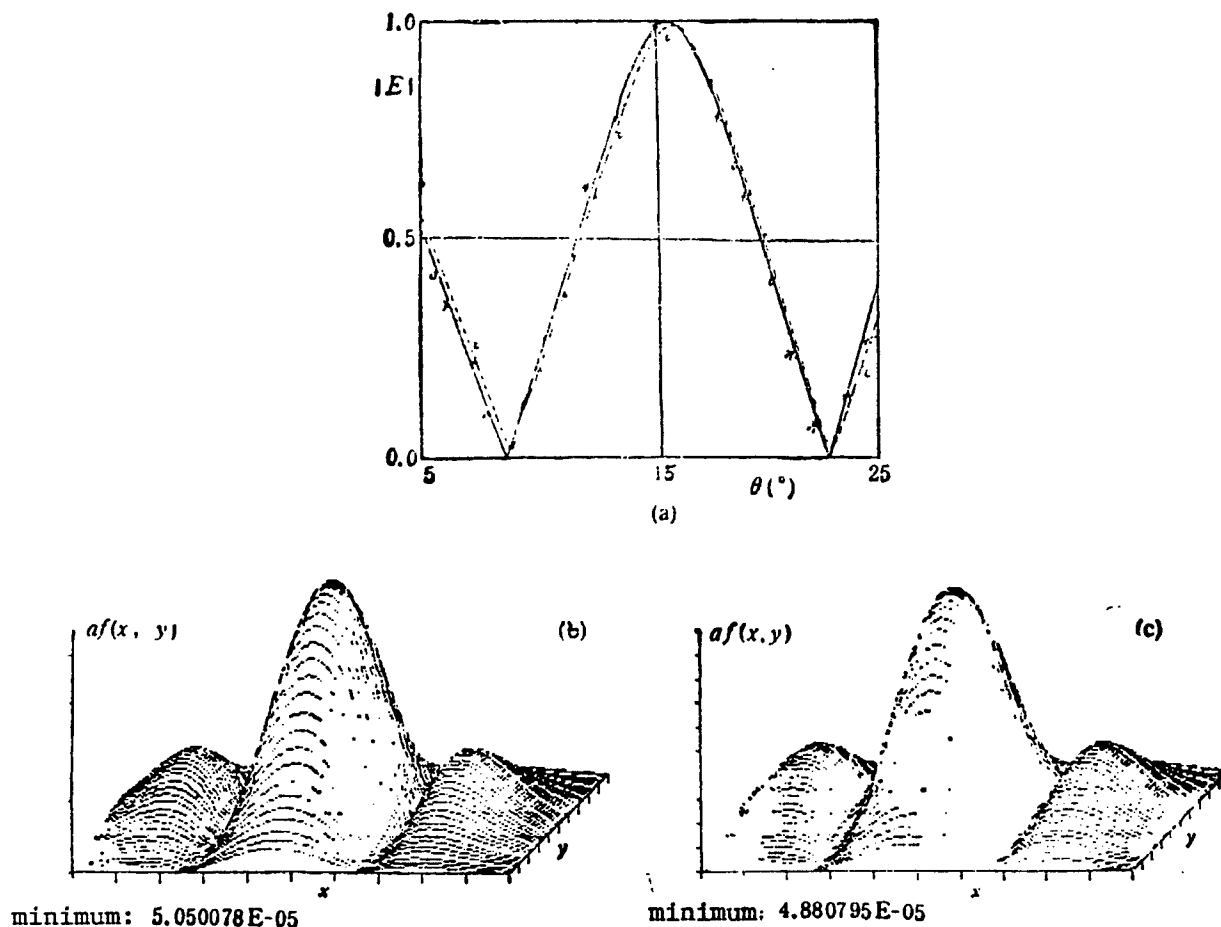 1.0
|E|
0.5
0.0
5 15 25
θ(°)
(a)
af(x, y)
(b)
y
x
minimum: 5.050078E-05
af(x,y)
(c)
y
x
minimum: 4.880795E-05